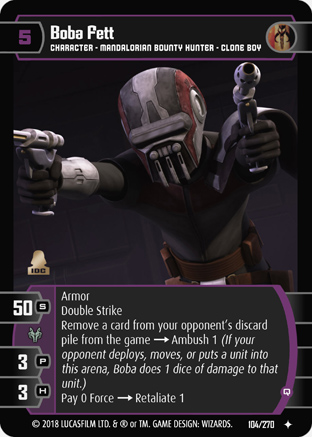 5
Boba Fett
CHARACTER - MANDALORIAN BOUNTY HUNTER - CLONE BOY
IDC
50 S
3 P
3 H
Armor
Double Strike
Remove a card from your opponent's discard
pile from the game → Ambush 1 (If your
opponent deploys, moves, or puts a unit into
this arena, Boba does 1 dice of damage to that
unit.)
Pay 0 Force → Retaliate 1
© 2018 LUCASFILM LTD. & ® or TM. GAME DESIGN: WIZARDS.
104/270